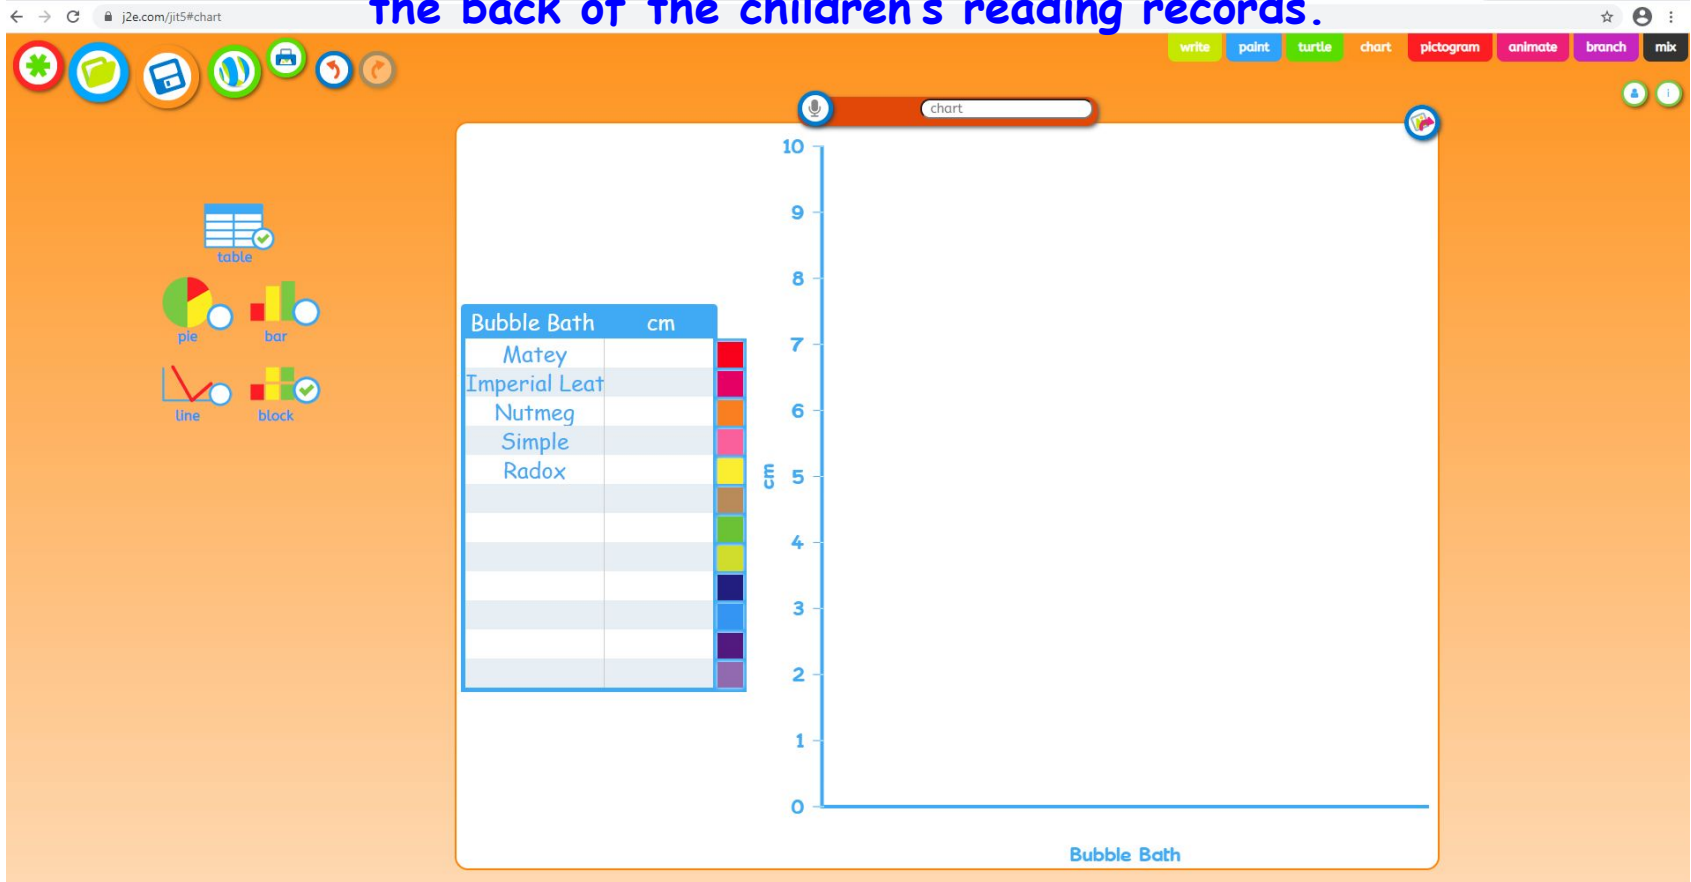 the back of the children's reading records.
j2e.com/jit5#chart
write paint turtle chart pictogram animate branch mix
chart
table
pie bar
line block
Bubble Bath cm
Matey
Imperial Leat
Nutmeg
Simple
Radox
10
9
8
7
6
5
4
3
2
1
0
cm
Bubble Bath